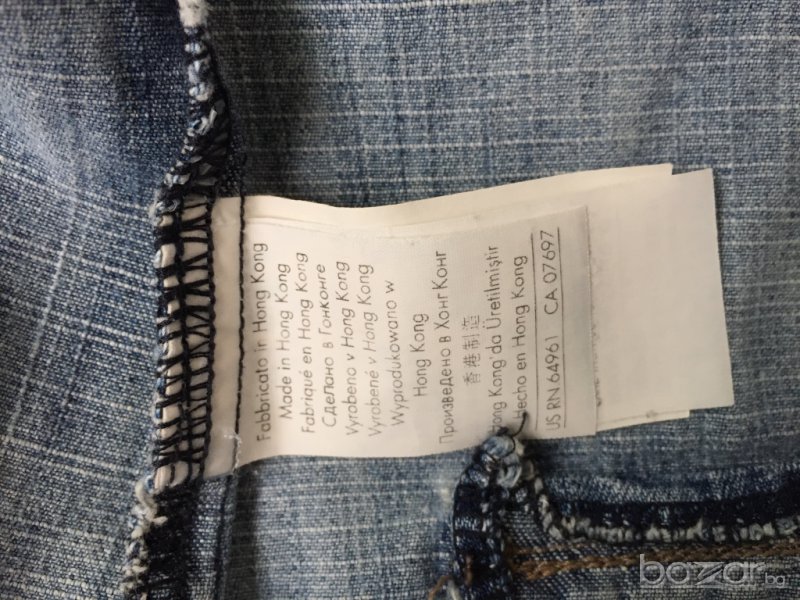 Fabbricato in Hong Kong
Made in Hong Kong
Fabriqué en Hong Kong
Сделано в Гонконге
Vyrobeno v Hong Kong
Vyrobené v Hong Kong
Wyprodukowano w
Hong Kong
Произведено в ХонгКонг
香港制造
Hong Kong'da Üretilmiştir
Hecho en Hong Kong
US RN 64961 CA 07697
bazar.bg